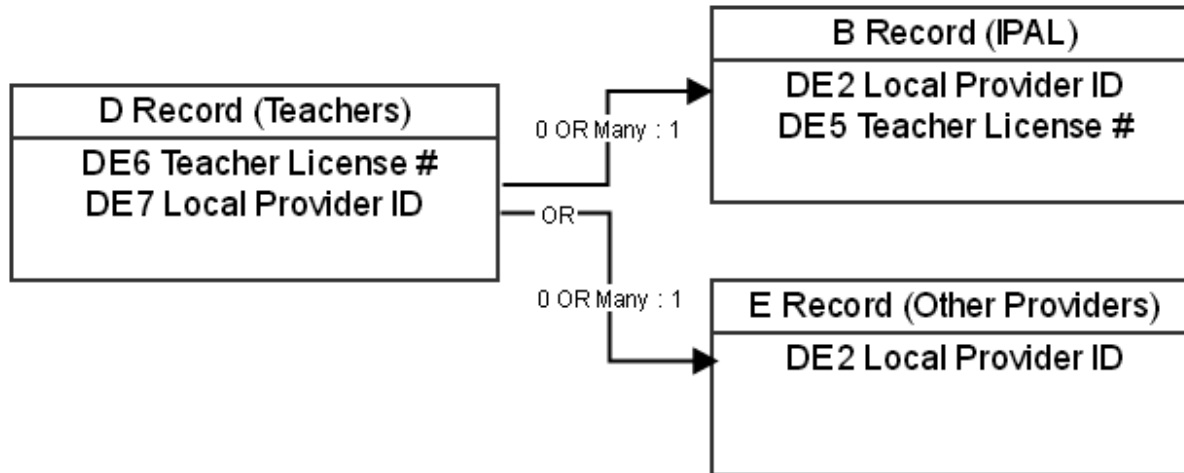 B Record (IPAL)
DE2 Local Provider ID
DE5 Teacher License #
D Record (Teachers)
DE6 Teacher License #
DE7 Local Provider ID
0 OR Many : 1
OR
0 OR Many : 1
E Record (Other Providers)
DE2 Local Provider ID